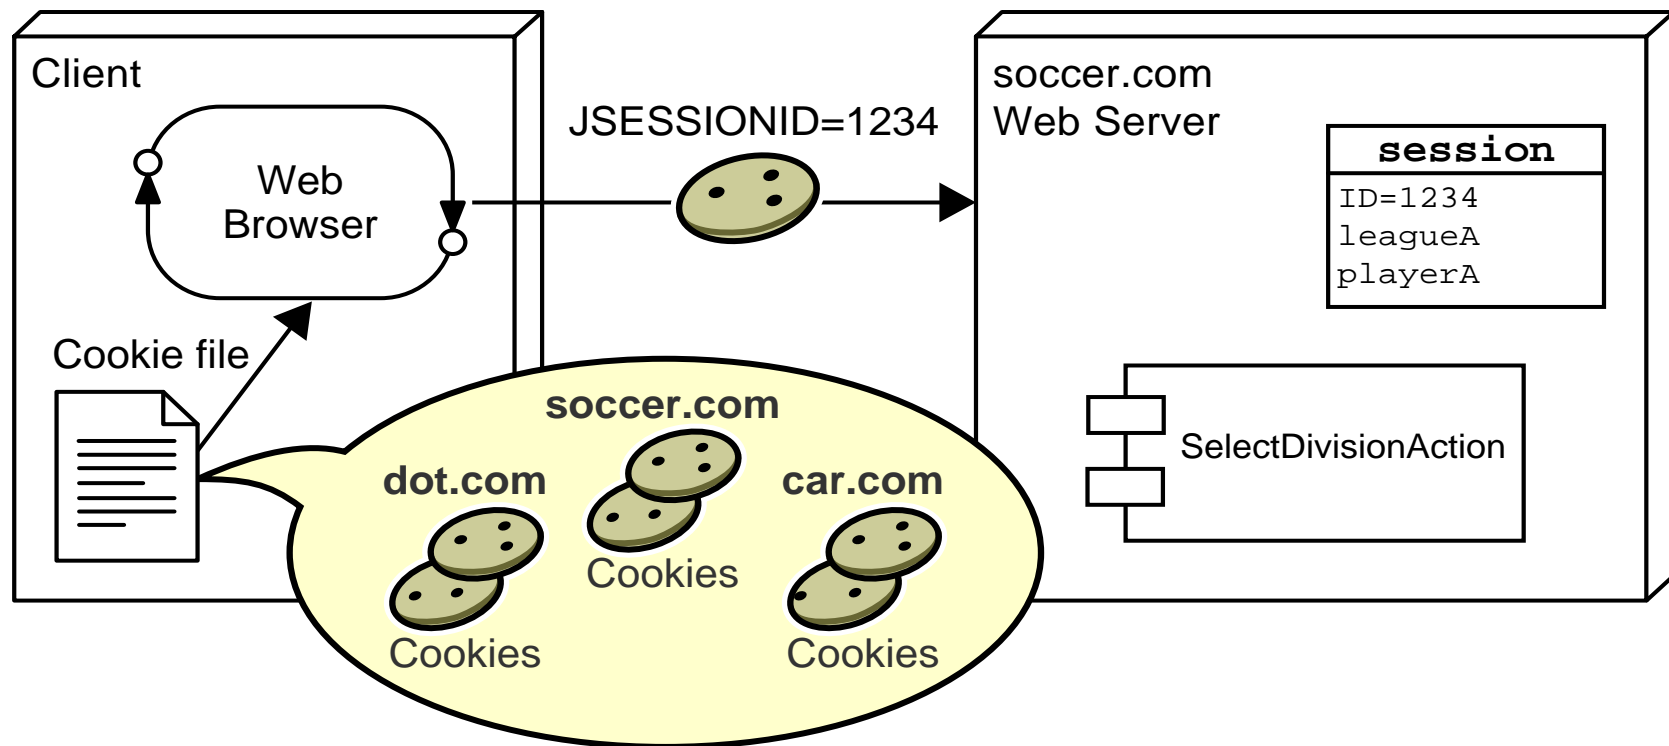 Client
Web
Browser
Cookie file
JSESSIONID=1234
soccer.com
Web Server
session
ID=1234
leagueA
playerA
SelectDivisionAction
soccer.com
Cookies
dot.com
Cookies
car.com
Cookies